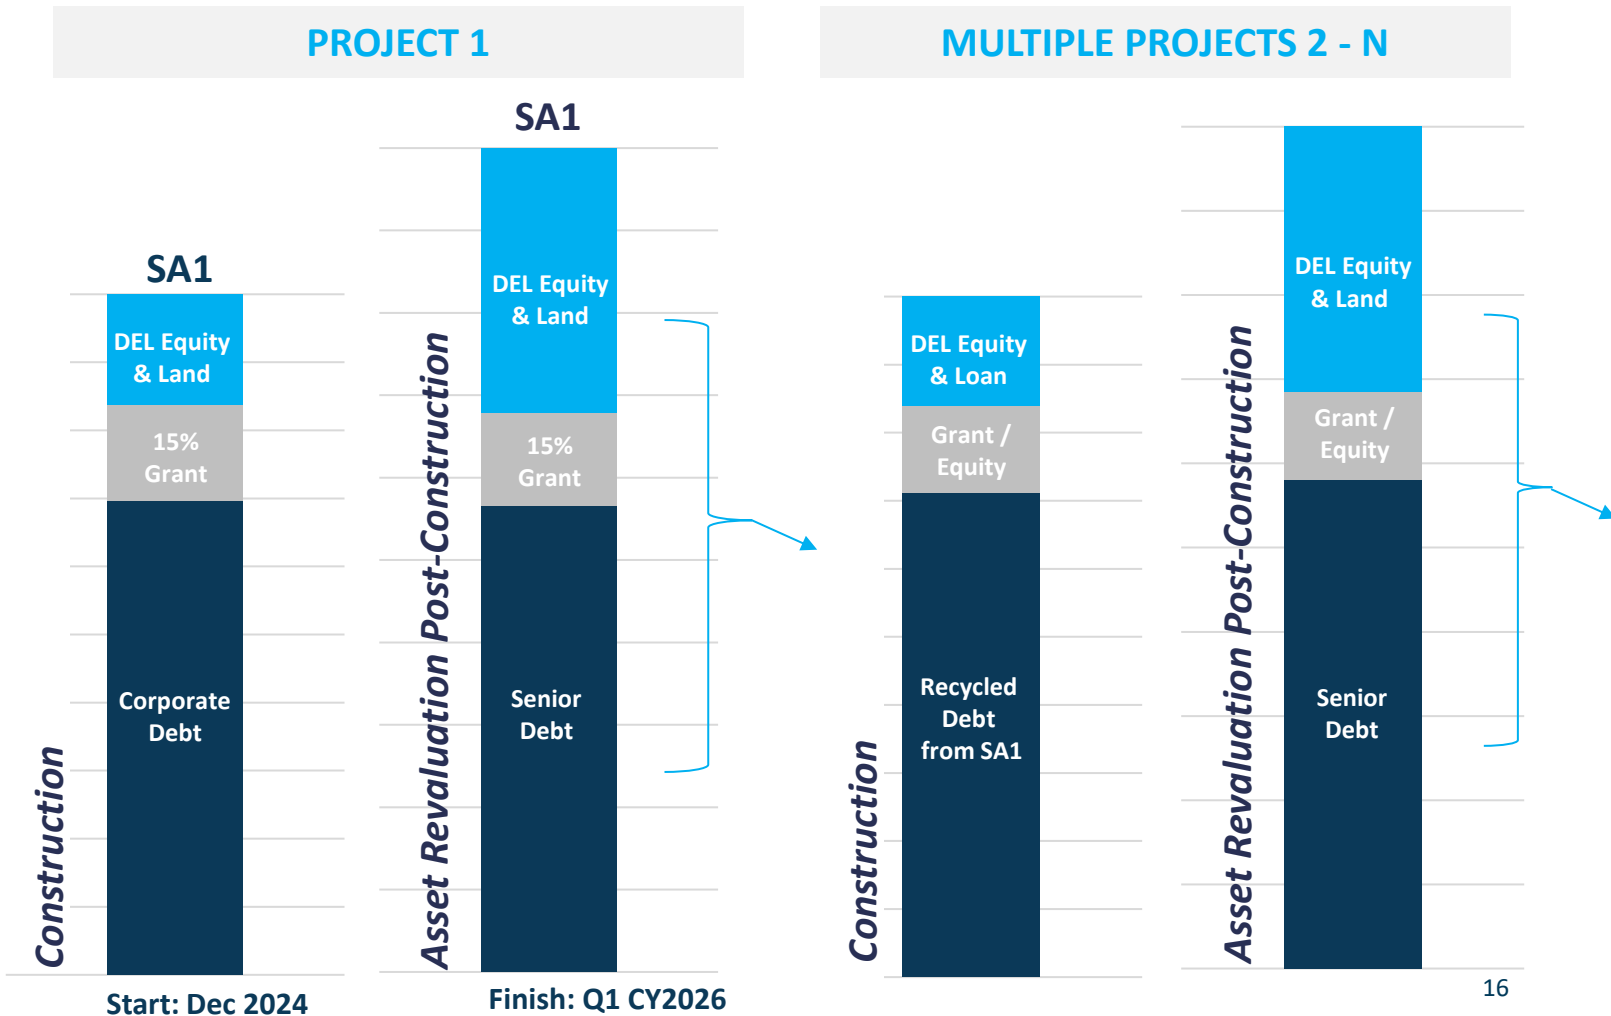 PROJECT 1
SA1
DEL Equity
& Land
15%
Grant
Corporate
Debt
Construction
Start: Dec 2024
SA1
DEL Equity
& Land
15%
Grant
Senior
Debt
Asset Revaluation Post-Construction
Finish: Q1 CY2026
MULTIPLE PROJECTS 2 - N
DEL Equity
& Loan
Grant /
Equity
Recycled
Debt
from SA1
Construction
DEL Equity
& Land
Grant /
Equity
Senior
Debt
Asset Revaluation Post-Construction
16